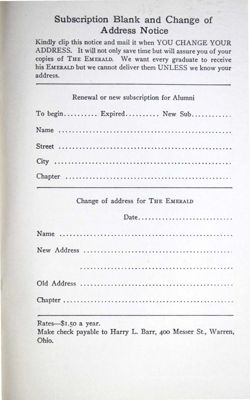 Subscription Blank and Change of
Address Notice
Kindly clip this notice and mail it when YOU CHANGE YOUR
ADDRESS. It will not only save time but will assure you of your
copies of THE EMERALD. We want every graduate to receive
his EMERALD but we cannot deliver them UNLESS we know your
address.
Renewal or new subscription for Alumni
To begin.......... Expired.......... New Sub............
Name ....................................................
Street ....................................................
City ....................................................
Chapter ..................................................
Change of address for THE EMERALD
Date............................
Name ....................................................
New Address ............................................
............................................
Old Address .............................................
Chapter ..................................................
Rates—$1.50 a year.
Make check payable to Harry L. Barr, 400 Messer St., Warren,
Ohio.